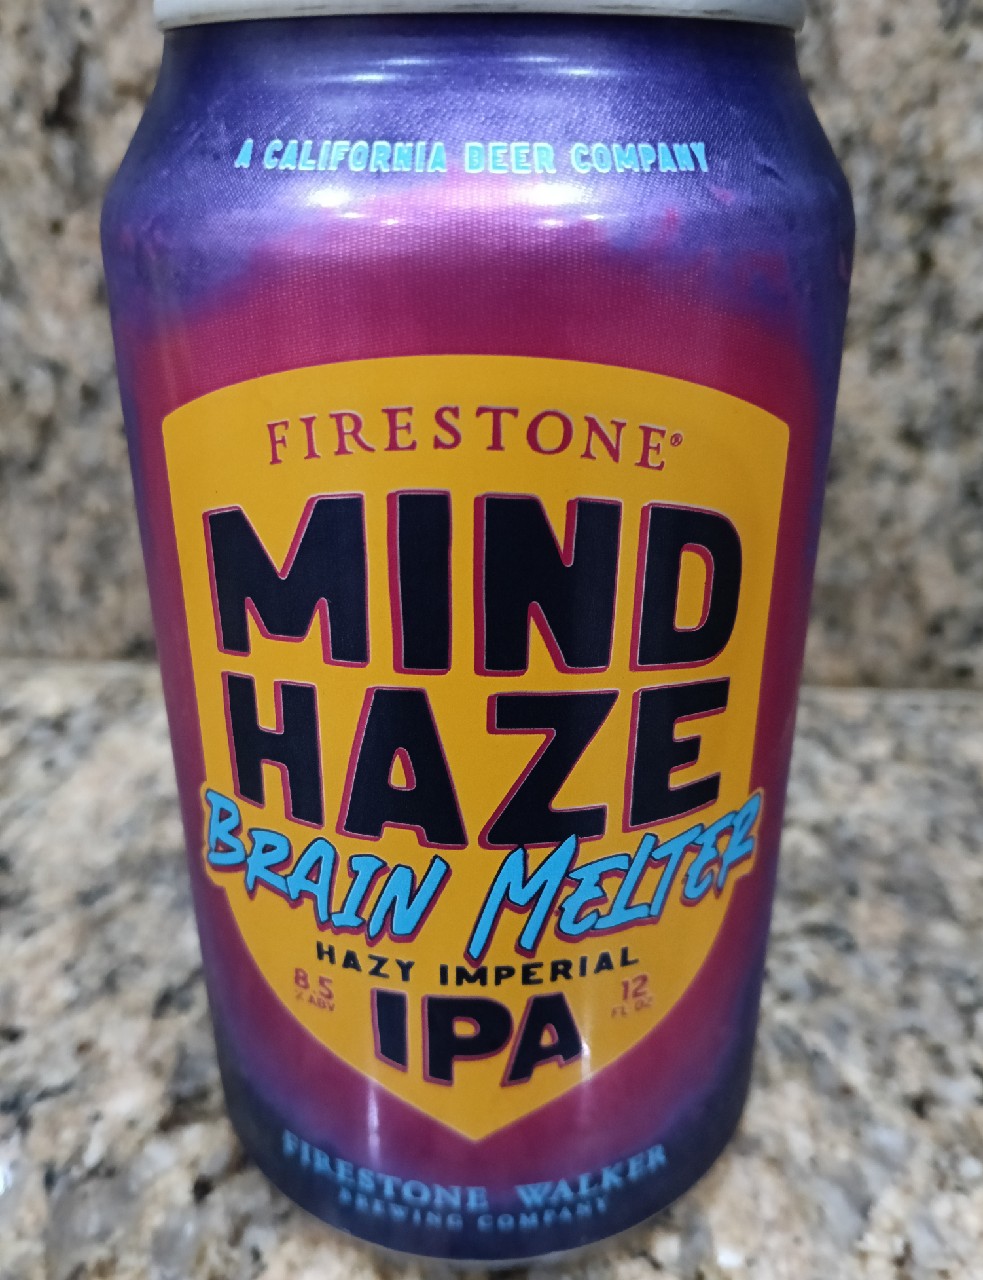 A CALIFORNIA BEER COMPANY
FIRESTONE®
MIND
HAZE
BRAIN MELTER
HAZY IMPERIAL
8.5
% ABV
IPA
12
FL OZ
FIRESTONE WALKER
BREWING COMPANY